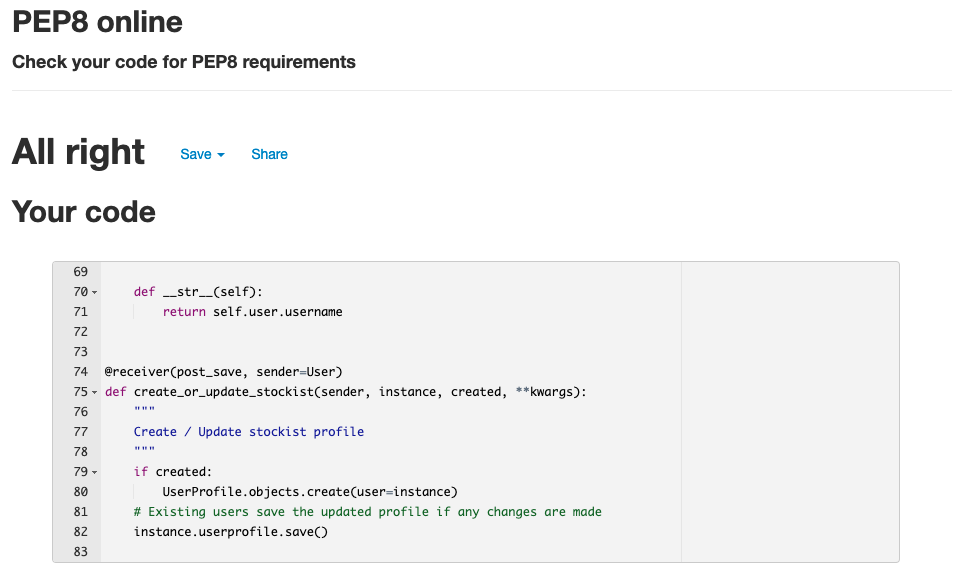 PEP8 online
Check your code for PEP8 requirements
All right Save Share
Your code
69
70 def __str__(self):
71 return self.user.username
72
73
74 @receiver(post_save, sender=User)
75 def create_or_update_stockist(sender, instance, created, **kwargs):
76 """
77 Create / Update stockist profile
78 """
79 if created:
80 UserProfile.objects.create(user=instance)
81 # Existing users save the updated profile if any changes are made
82 instance.userprofile.save()
83